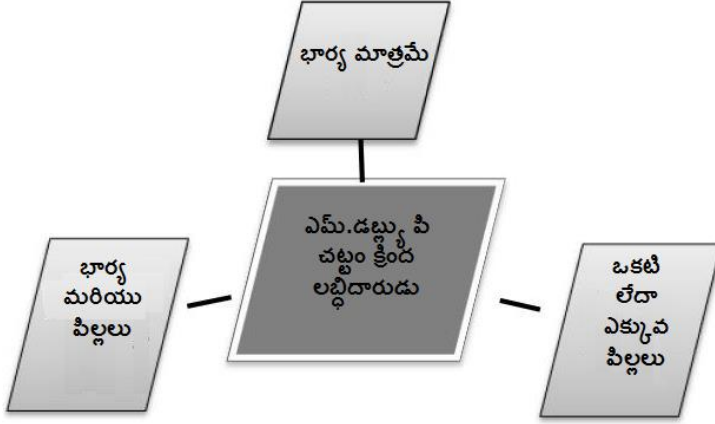 భార్య మాత్రమే
ఎమ్.డబ్ల్యు పి
చట్టం క్రింద
లబ్ధిదారుడు
భార్య
మరియు
పిల్లలు
ఒకటి
లేదా
ఎక్కువ
పిల్లలు